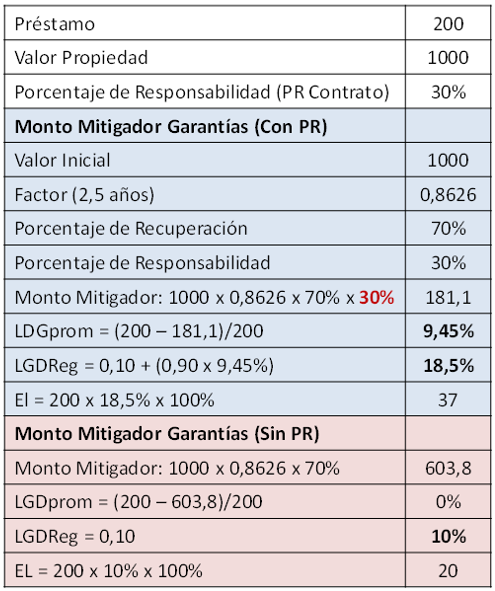 Préstamo 200
Valor Propiedad 1000
Porcentaje de Responsabilidad (PR Contrato) 30%
Monto Mitigador Garantías (Con PR)
Valor Inicial 1000
Factor (2,5 años) 0,8626
Porcentaje de Recuperación 70%
Porcentaje de Responsabilidad 30%
Monto Mitigador: 1000 x 0,8626 x 70% x 30% 181,1
LDGprom = (200 – 181,1)/200 9,45%
LGDReg = 0,10 + (0,90 x 9,45%) 18,5%
El = 200 x 18,5% x 100% 37
Monto Mitigador Garantías (Sin PR)
Monto Mitigador: 1000 x 0,8626 x 70% 603,8
LGDprom = (200 – 603,8)/200 0%
LGDReg = 0,10 10%
EL = 200 x 10% x 100% 20